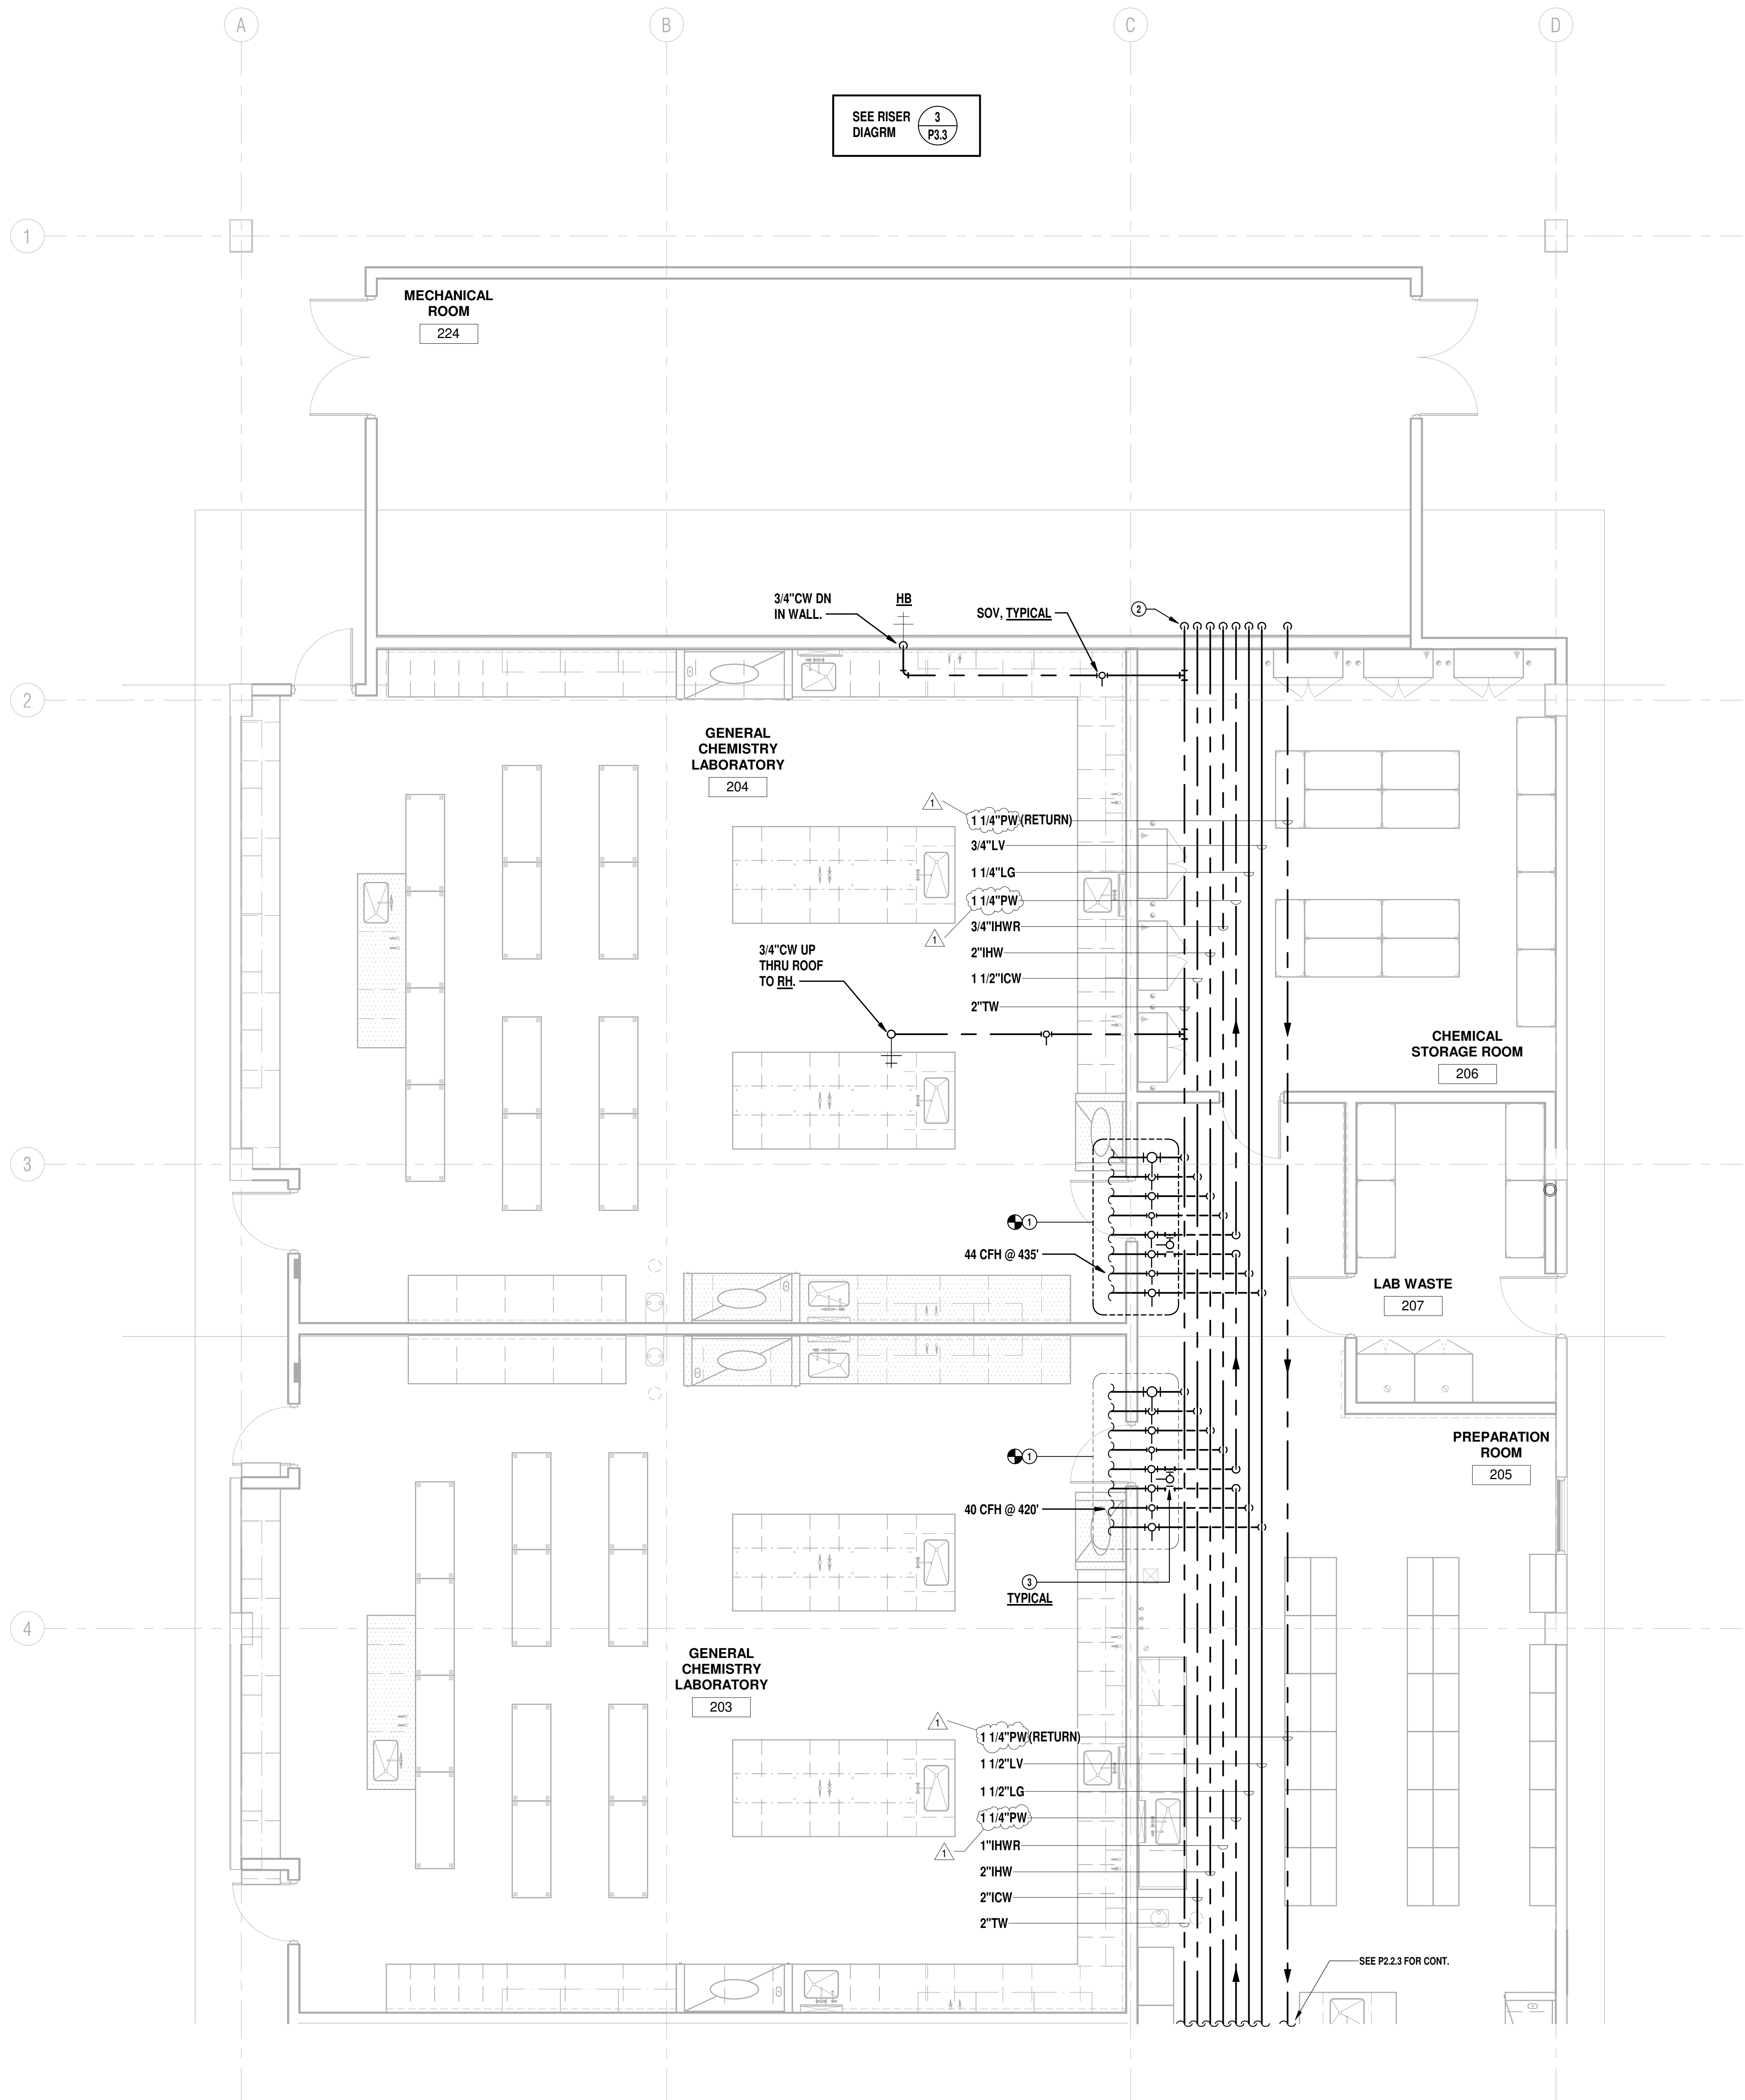 A
B
C
D
SEE RISER
DIAGRM
3
P3.3
1
MECHANICAL
ROOM
224
3/4"CW DN
IN WALL.
HB
SOV, TYPICAL
2
2
GENERAL
CHEMISTRY
LABORATORY
204
1
1 1/4"PW (RETURN)
3/4"LV
1 1/4"LG
1 1/4"PW
1
3/4"IHWR
2"IHW
1 1/2"ICW
2"TW
3/4"CW UP
THRU ROOF
TO RH.
CHEMICAL
STORAGE ROOM
206
3
1
44 CFH @ 435'
LAB WASTE
207
1
40 CFH @ 420'
PREPARATION
ROOM
205
3
TYPICAL
4
GENERAL
CHEMISTRY
LABORATORY
203
1
1 1/4"PW (RETURN)
1 1/2"LV
1 1/2"LG
1 1/4"PW
1
1"IHWR
2"IHW
2"ICW
2"TW
SEE P2.2.3 FOR CONT.